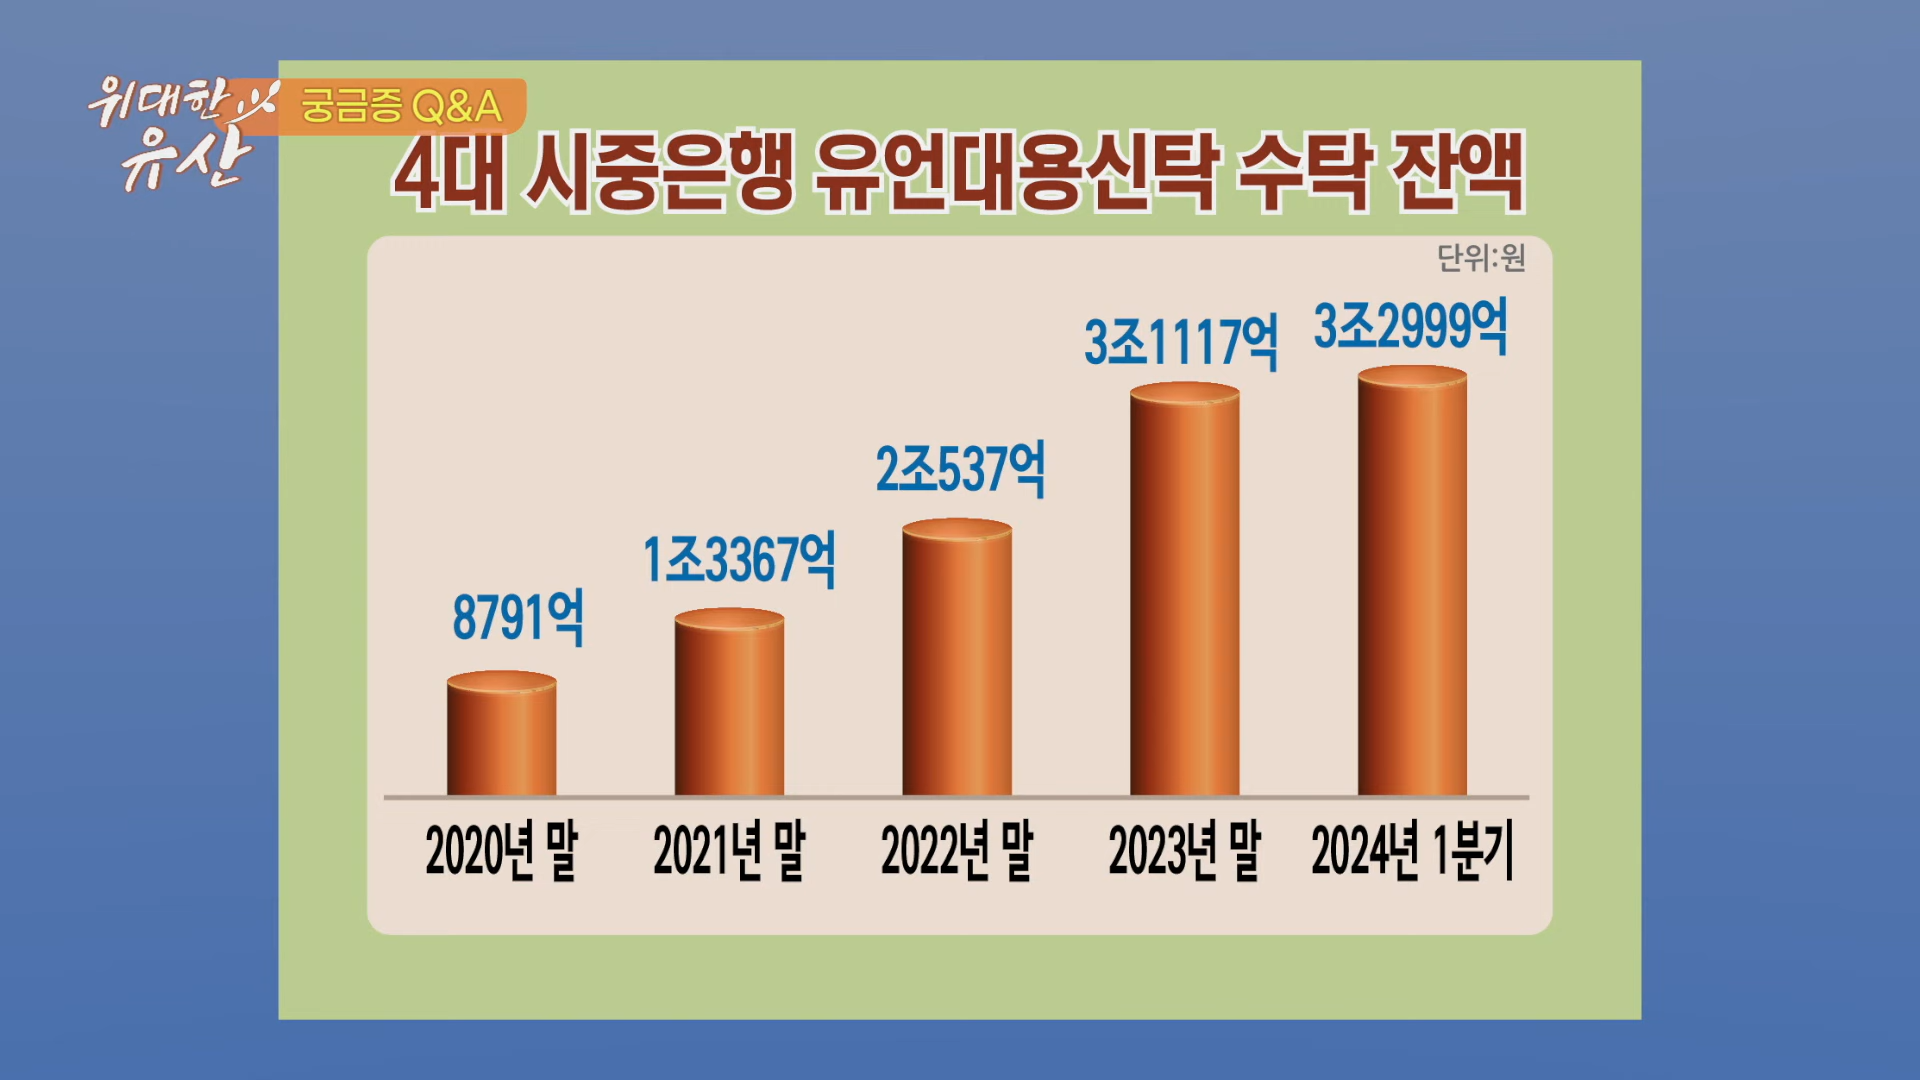 위대한
유산
궁금증 Q&A
4대 시중은행 유언대용신탁 수탁 잔액
단위:원
8791억
1조3367억
2조537억
3조1117억
3조2999억
2020년 말
2021년 말
2022년 말
2023년 말
2024년 1분기